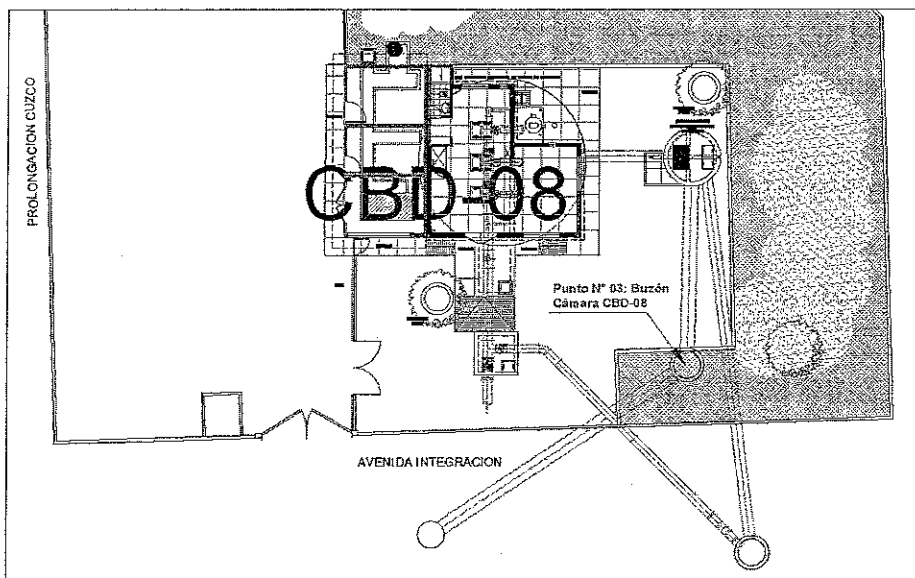 PROLONGACION CUZCO
CBD-08
Punto N° 03: Buzón
Cámara CBD-08
AVENIDA INTEGRACION